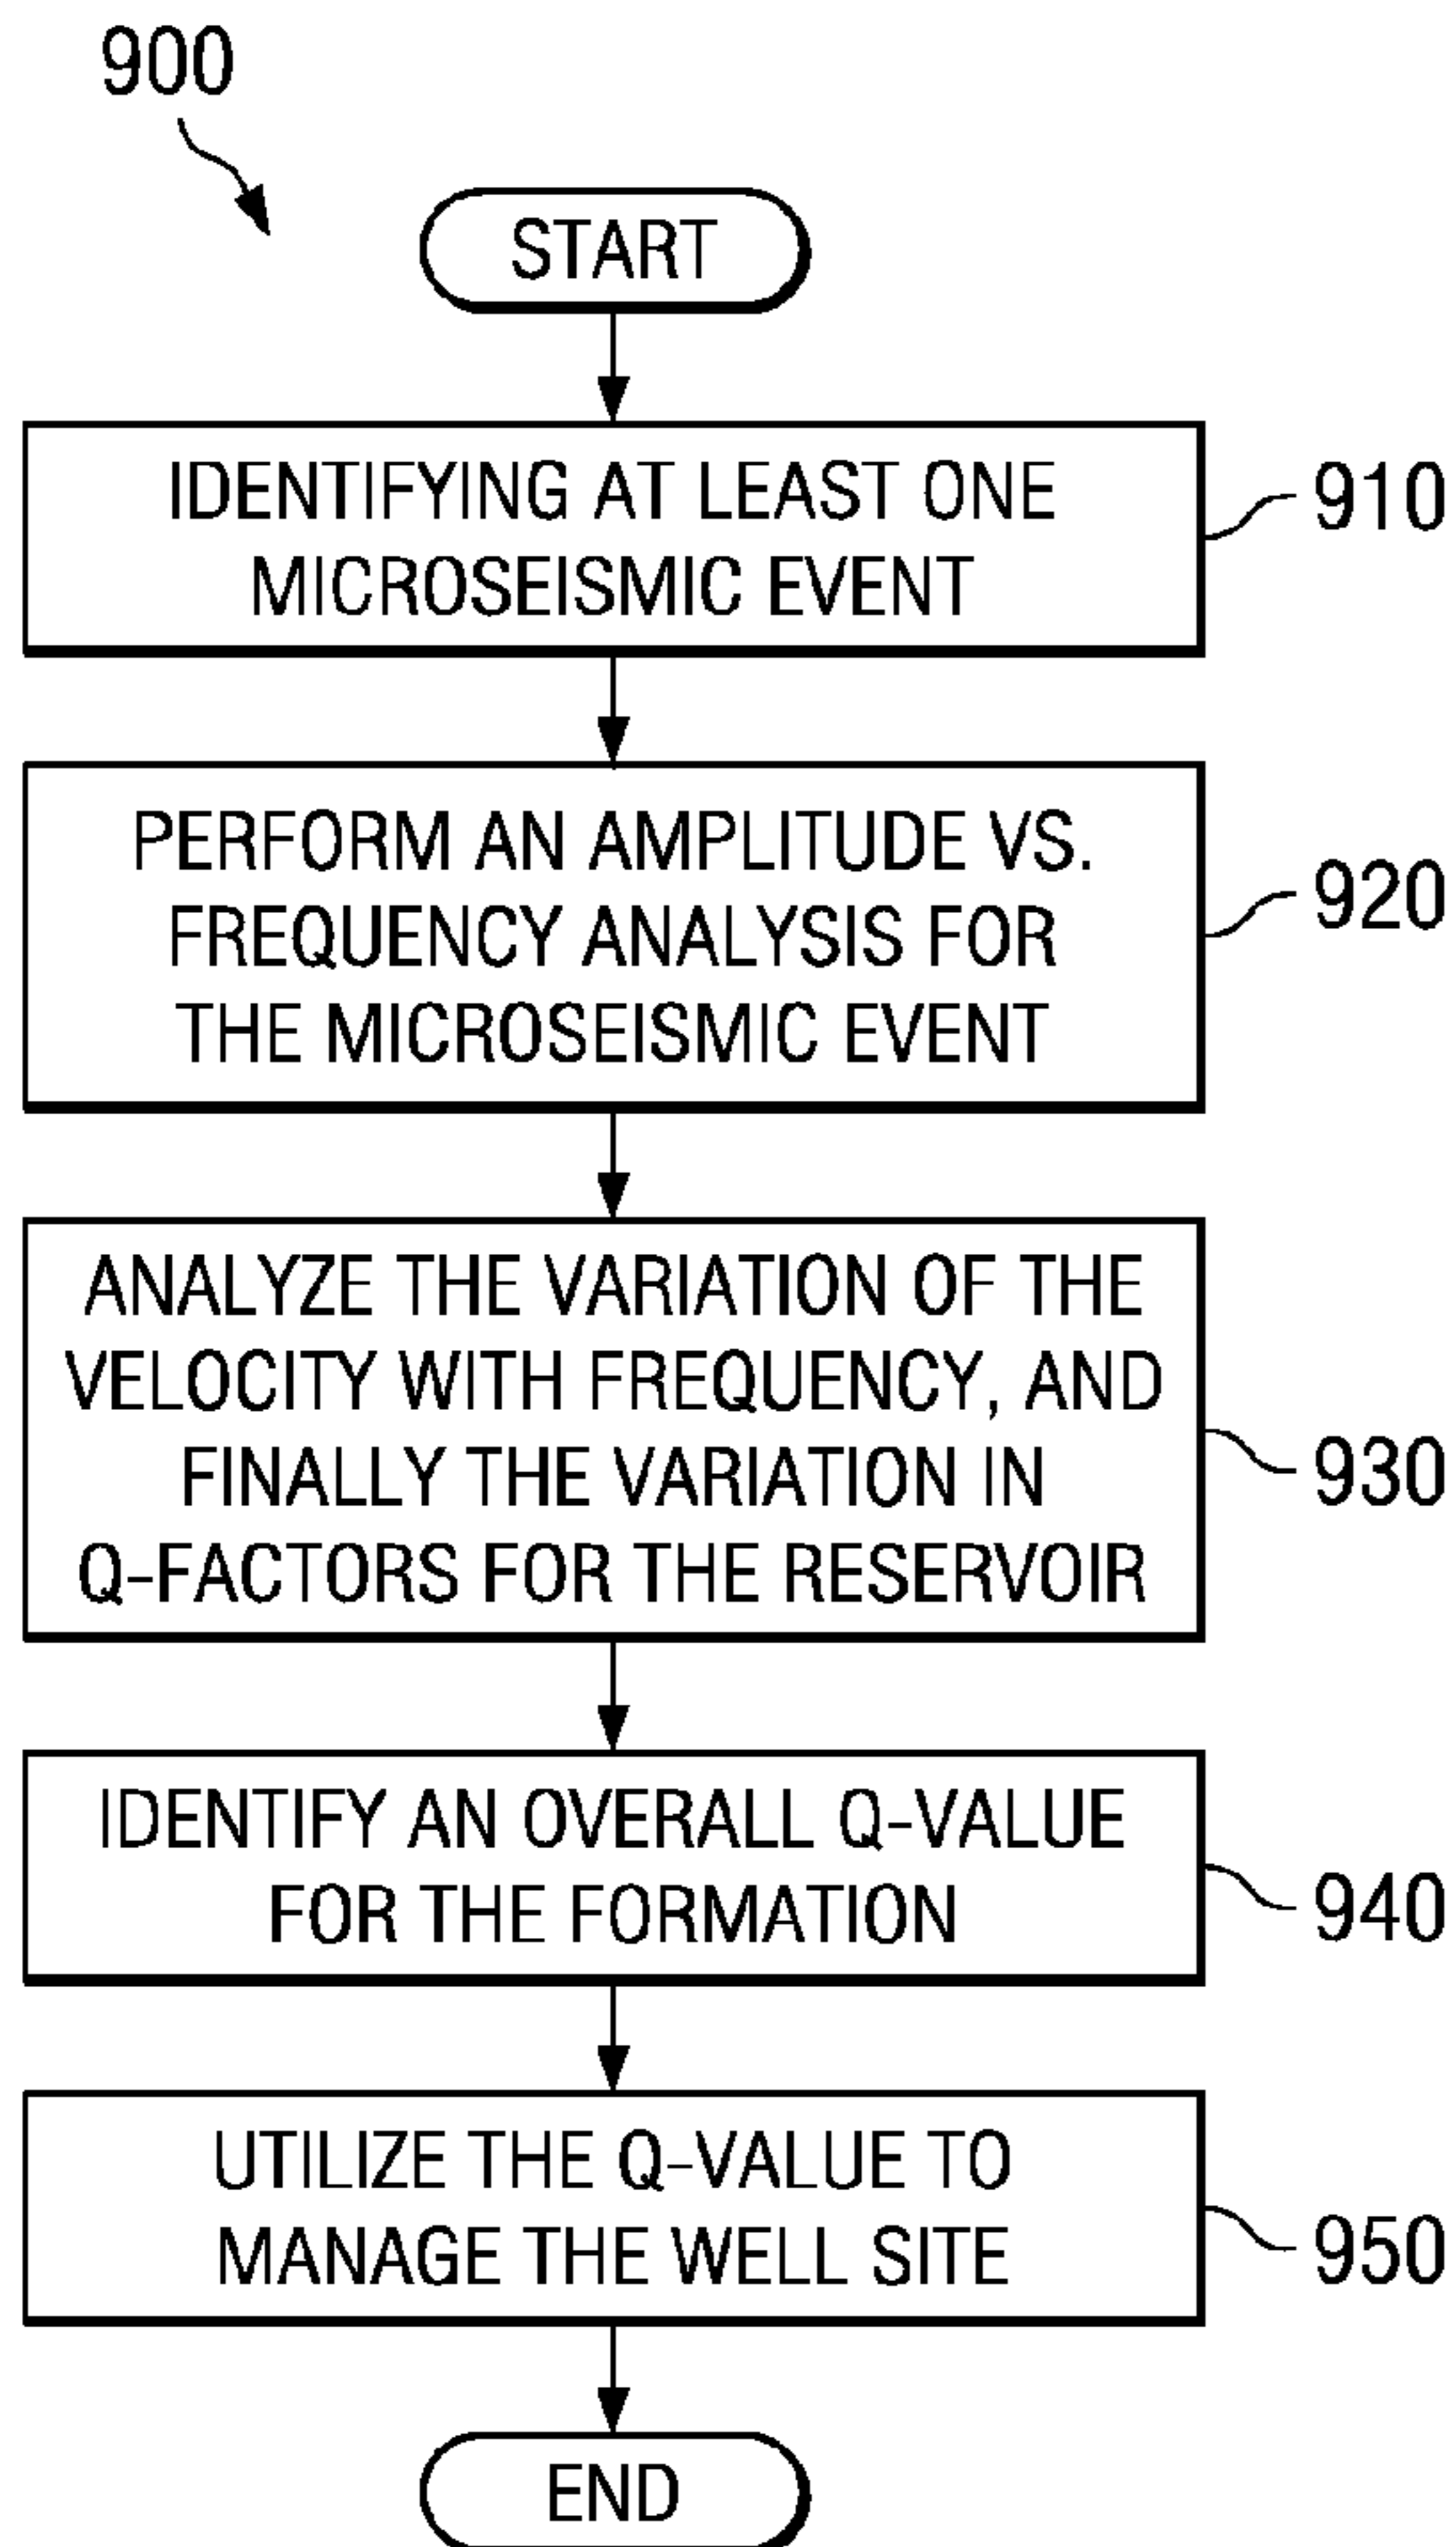 900
START
IDENTIFYING AT LEAST ONE
MICROSEISMIC EVENT
910
PERFORM AN AMPLITUDE VS.
FREQUENCY ANALYSIS FOR
THE MICROSEISMIC EVENT
920
ANALYZE THE VARIATION OF THE
VELOCITY WITH FREQUENCY, AND
FINALLY THE VARIATION IN
Q-FACTORS FOR THE RESERVOIR
930
IDENTIFY AN OVERALL Q-VALUE
FOR THE FORMATION
940
UTILIZE THE Q-VALUE TO
MANAGE THE WELL SITE
950
END